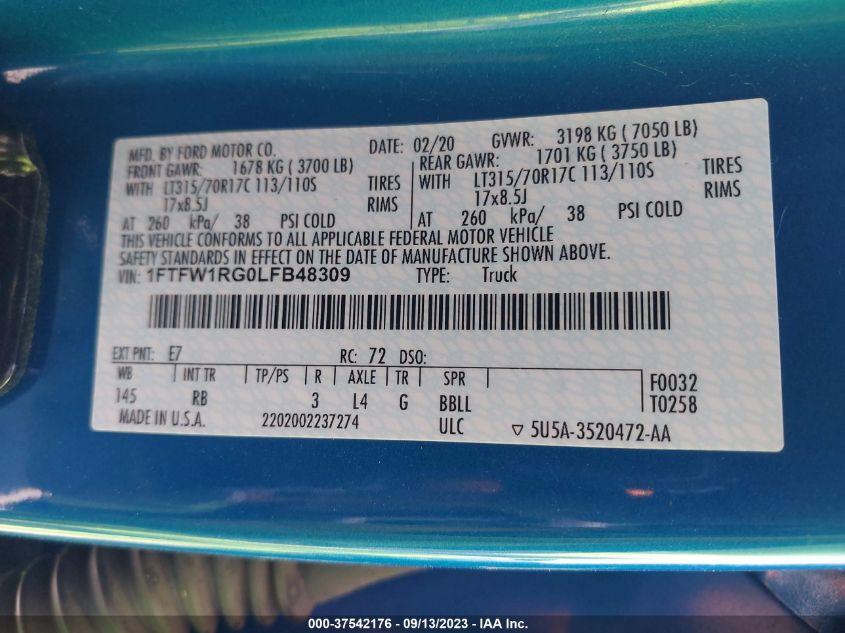 MFD. BY FORD MOTOR CO. DATE: 02/20 GVWR: 3198 KG ( 7050 LB)
FRONT GAWR: 1678 KG ( 3700 LB) REAR GAWR: 1701 KG ( 3750 LB)
WITH LT315/70R17C 113/110S TIRES WITH LT315/70R17C 113/110S TIRES
17x8.5J RIMS 17x8.5J RIMS
AT 260 kPa/ 38 PSI COLD AT 260 kPa/ 38 PSI COLD
THIS VEHICLE CONFORMS TO ALL APPLICABLE FEDERAL MOTOR VEHICLE
SAFETY STANDARDS IN EFFECT ON THE DATE OF MANUFACTURE SHOWN ABOVE.
VIN: 1FTFW1RG0LFB48309 TYPE: Truck
EXT PNT: E7 RC: 72 DSO:
WB INT TR TP/PS R AXLE TR SPR F0032
145 RB 3 L4 G BBLL T0258
MADE IN U.S.A. 2202002237274 ULC ▽ 5U5A-3520472-AA
000-37542176 - 09/13/2023 - IAA Inc.